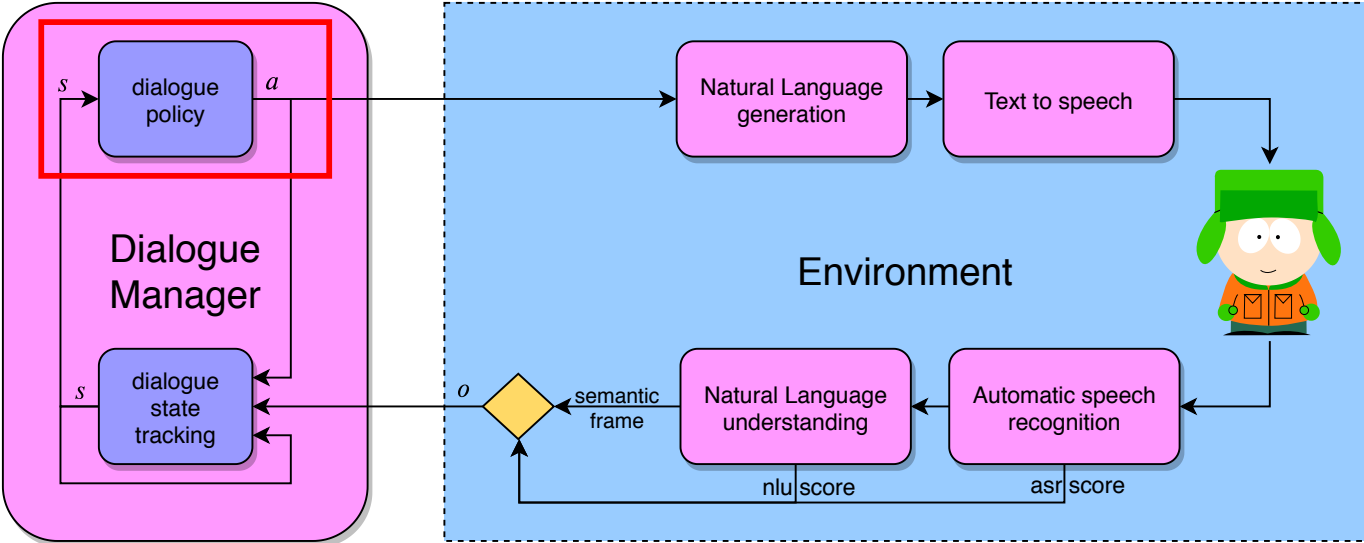 s
dialogue
policy
a
Natural Language
generation
Text to speech
Dialogue
Manager
Environment
s
dialogue
state
tracking
o
semantic
frame
Natural Language
understanding
Automatic speech
recognition
nlu score
asr score